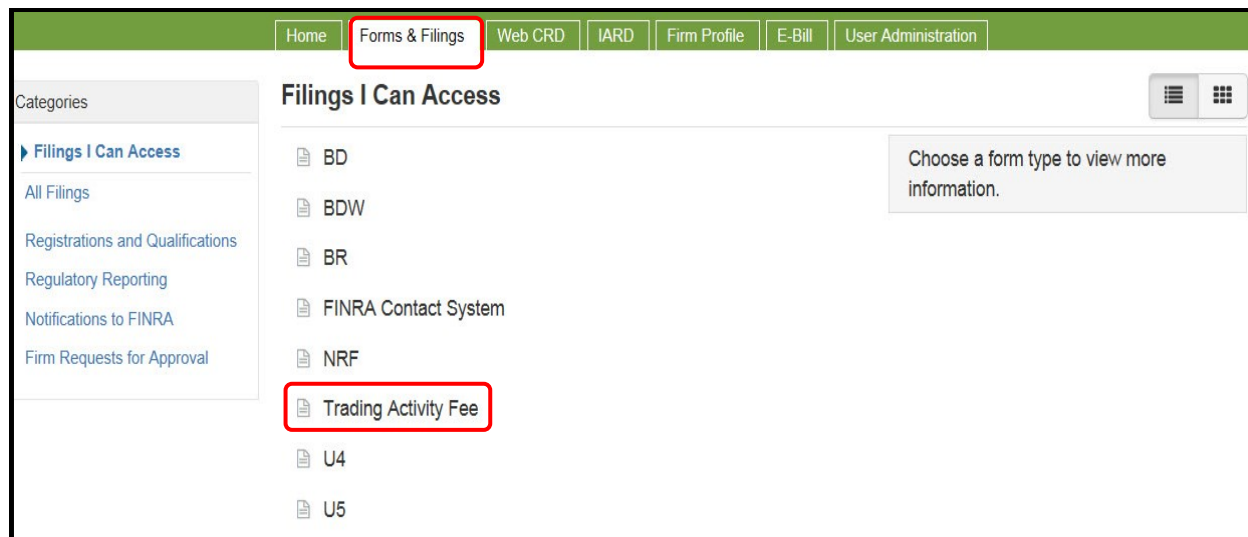 Home Forms & Filings Web CRD IARD Firm Profile E-Bill User Administration
Categories
Filings I Can Access
All Filings
Registrations and Qualifications
Regulatory Reporting
Notifications to FINRA
Firm Requests for Approval
Filings I Can Access
BD
BDW
BR
FINRA Contact System
NRF
Trading Activity Fee
U4
U5
Choose a form type to view more
information.